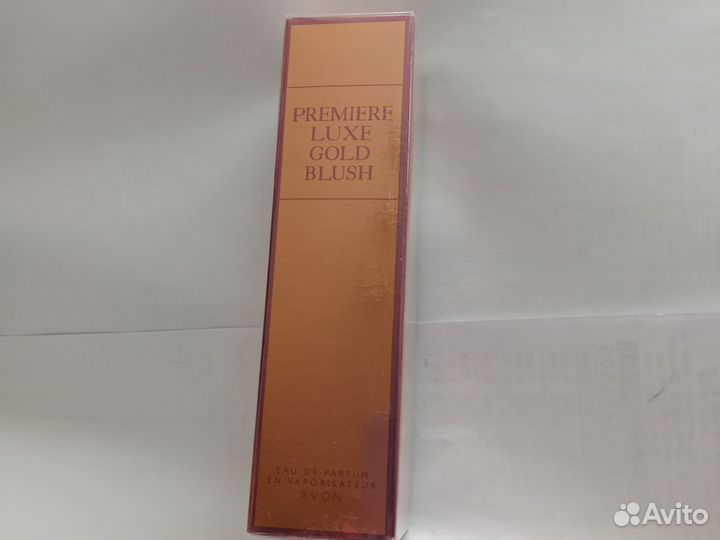 PREMIERE
LUXE
GOLD
BLUSH
EAU DE PARFUM
EN VAPORISATEUR
AVON
Avito